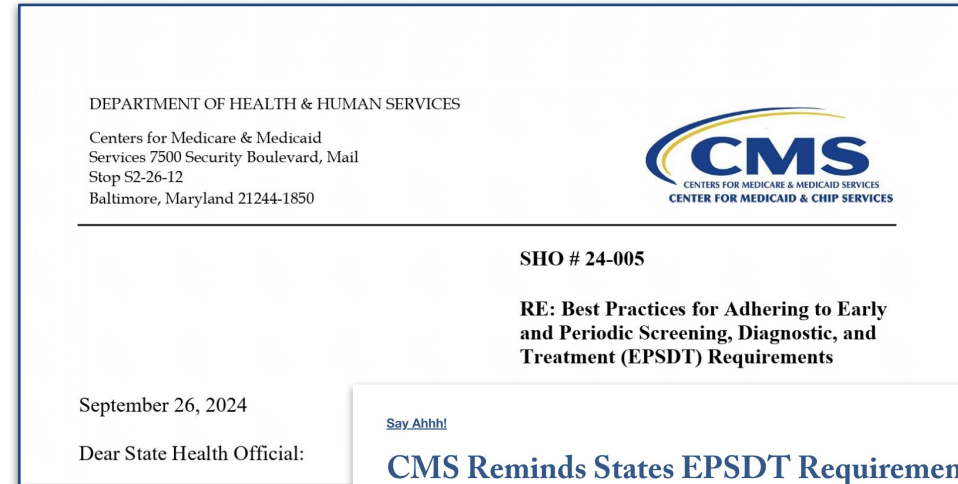 DEPARTMENT OF HEALTH & HUMAN SERVICES
Centers for Medicare & Medicaid
Services 7500 Security Boulevard, Mail
Stop S2-26-12
Baltimore, Maryland 21244-1850
CMS
CENTERS FOR MEDICARE & MEDICAID SERVICES
CENTER FOR MEDICAID & CHIP SERVICES
SHO # 24-005
RE: Best Practices for Adhering to Early
and Periodic Screening, Diagnostic, and
Treatment (EPSDT) Requirements
September 26, 2024
Dear State Health Official:
Say Ahhh!
CMS Reminds States EPSDT Requiremen